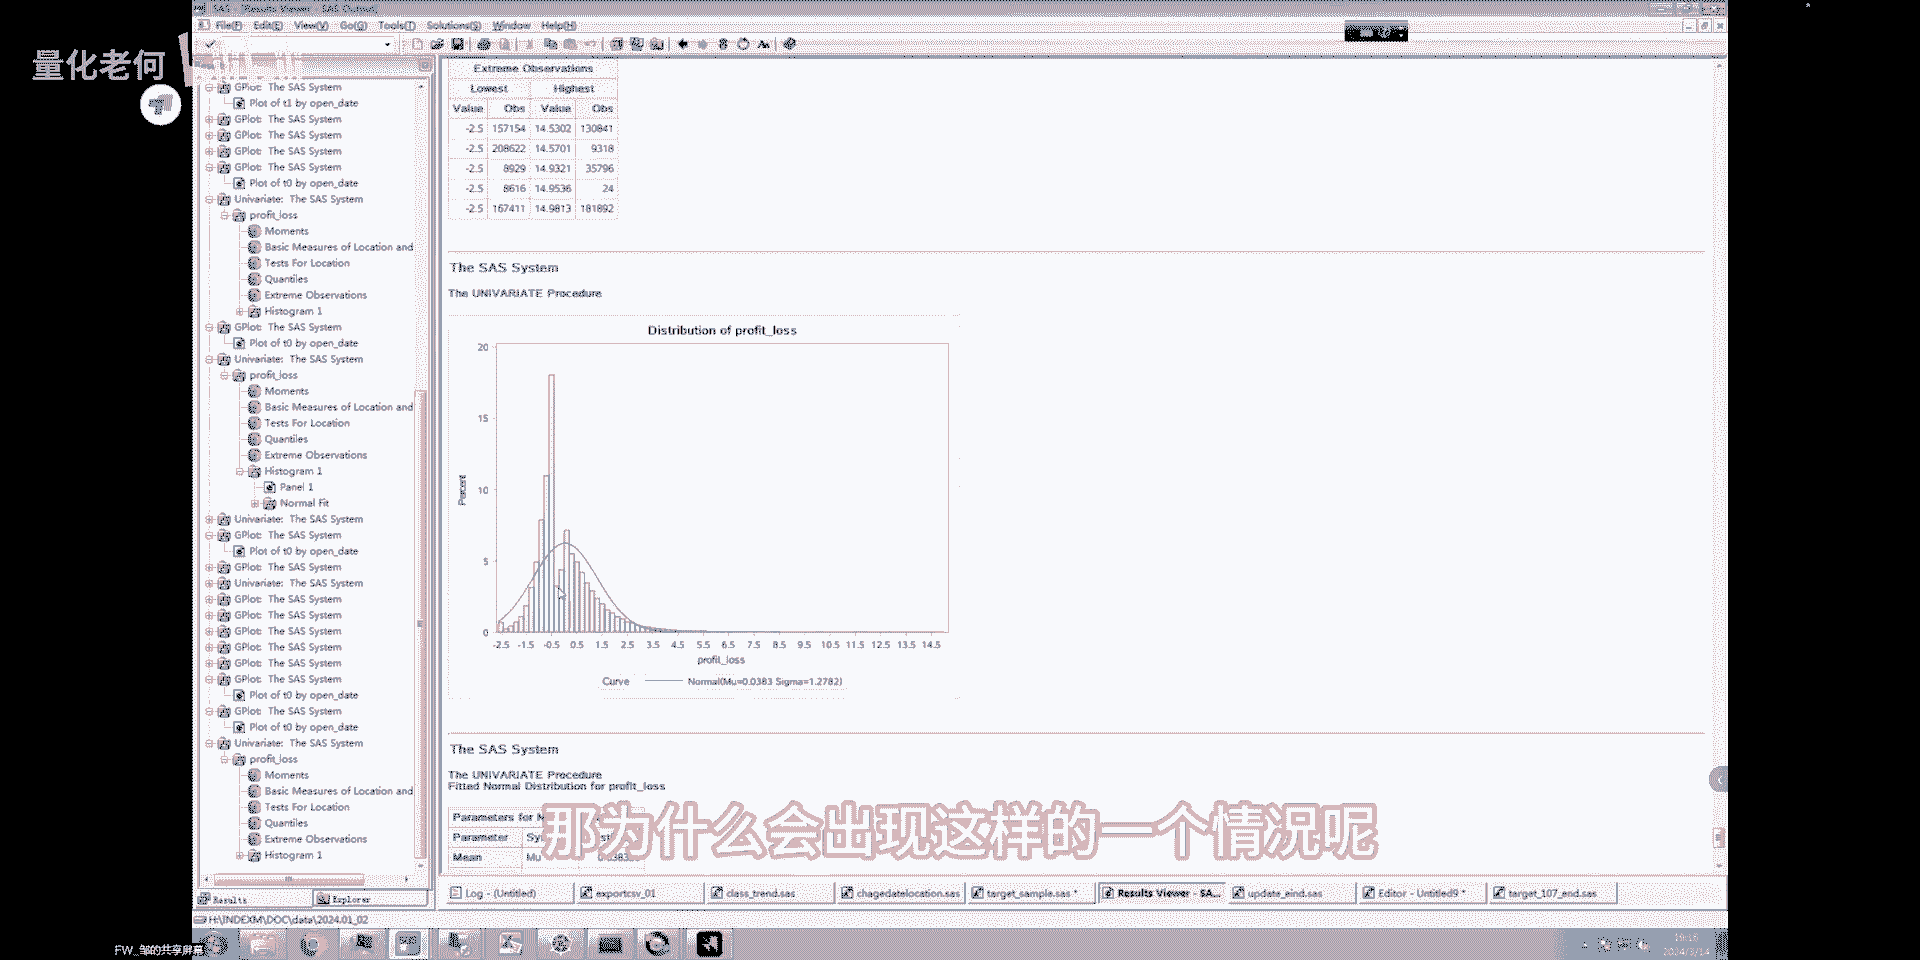 SAS - [Results Viewer - SAS Output]
File(F) Edit(E) View(V) Go(G) Tools(T) Solutions(S) Window Help(H)
量化老何
GPlot: The SAS System
Plot of t1 by open_date
GPlot: The SAS System
GPlot: The SAS System
GPlot: The SAS System
GPlot: The SAS System
Plot of t0 by open_date
Univariate: The SAS System
profit_loss
Moments
Basic Measures of Location and
Tests For Location
Quantiles
Extreme Observations
Histogram 1
GPlot: The SAS System
Plot of t0 by open_date
Univariate: The SAS System
profit_loss
Moments
Basic Measures of Location and
Tests For Location
Quantiles
Extreme Observations
Histogram 1
Panel 1
Normal Fit
Univariate: The SAS System
GPlot: The SAS System
Plot of t0 by open_date
GPlot: The SAS System
Univariate: The SAS System
GPlot: The SAS System
GPlot: The SAS System
GPlot: The SAS System
GPlot: The SAS System
GPlot: The SAS System
GPlot: The SAS System
Plot of t0 by open_date
GPlot: The SAS System
Plot of t0 by open_date
Univariate: The SAS System
profit_loss
Moments
Basic Measures of Location and
Tests For Location
Quantiles
Extreme Observations
Histogram 1
Results Explorer
Extreme Observations
Lowest Highest
Value Obs Value Obs
-2.5 157154 14.5302 130841
-2.5 208622 14.5701 9318
-2.5 8929 14.9321 35796
-2.5 8616 14.9536 24
-2.5 167411 14.9813 181892
The SAS System
The UNIVARIATE Procedure
Distribution of profit_loss
20
15
10
5
0
Percent
-2.5 -1.5 -0.5 0.5 1.5 2.5 3.5 4.5 5.5 6.5 7.5 8.5 9.5 10.5 11.5 12.5 13.5 14.5
profit_loss
Curve Normal(Mu=0.0383 Sigma=1.2782)
The SAS System
The UNIVARIATE Procedure
Fitted Normal Distribution for profit_loss
Parameters for
Parameter
Mean Mu
那为什么会出现这样的一个情况呢
Log - (Untitled) exportcsv_01 class_trend.sas chagedatelocation.sas target_sample.sas * Results Viewer - SA... update_eind.sas Editor - Untitled9 * target_107_end.sas
H:\INDEXM\DOC\data\2024.01_02
FW_邹的共享屏幕
2024/3/14